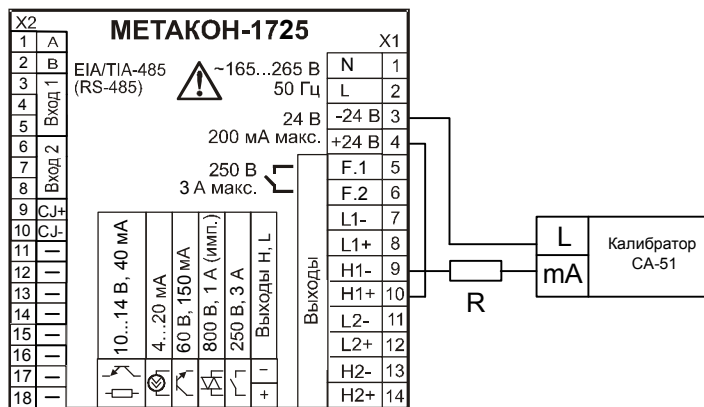 X2
МЕТАКОН-1725
X1
1 A
2 B
3
4
5
Вход 1
6
7
8
Вход 2
9 CJ+
10 CJ-
11 —
12 —
13 —
14 —
15 —
16 —
17 —
18 —
EIA/TIA-485
(RS-485)
~165...265 В
50 Гц
24 В
200 мА макс.
250 В
3 А макс.
N 1
L 2
-24 В 3
+24 В 4
F.1 5
F.2 6
L1- 7
L1+ 8
H1- 9
H1+ 10
L2- 11
L2+ 12
H2- 13
H2+ 14
Выходы
10...14 В, 40 мА
4...20 мА
60 В, 150 мА
800 В, 1 А (имп.)
250 В, 3 А
Выходы H, L
−
+
R
L
mA
Калибратор
СА-51